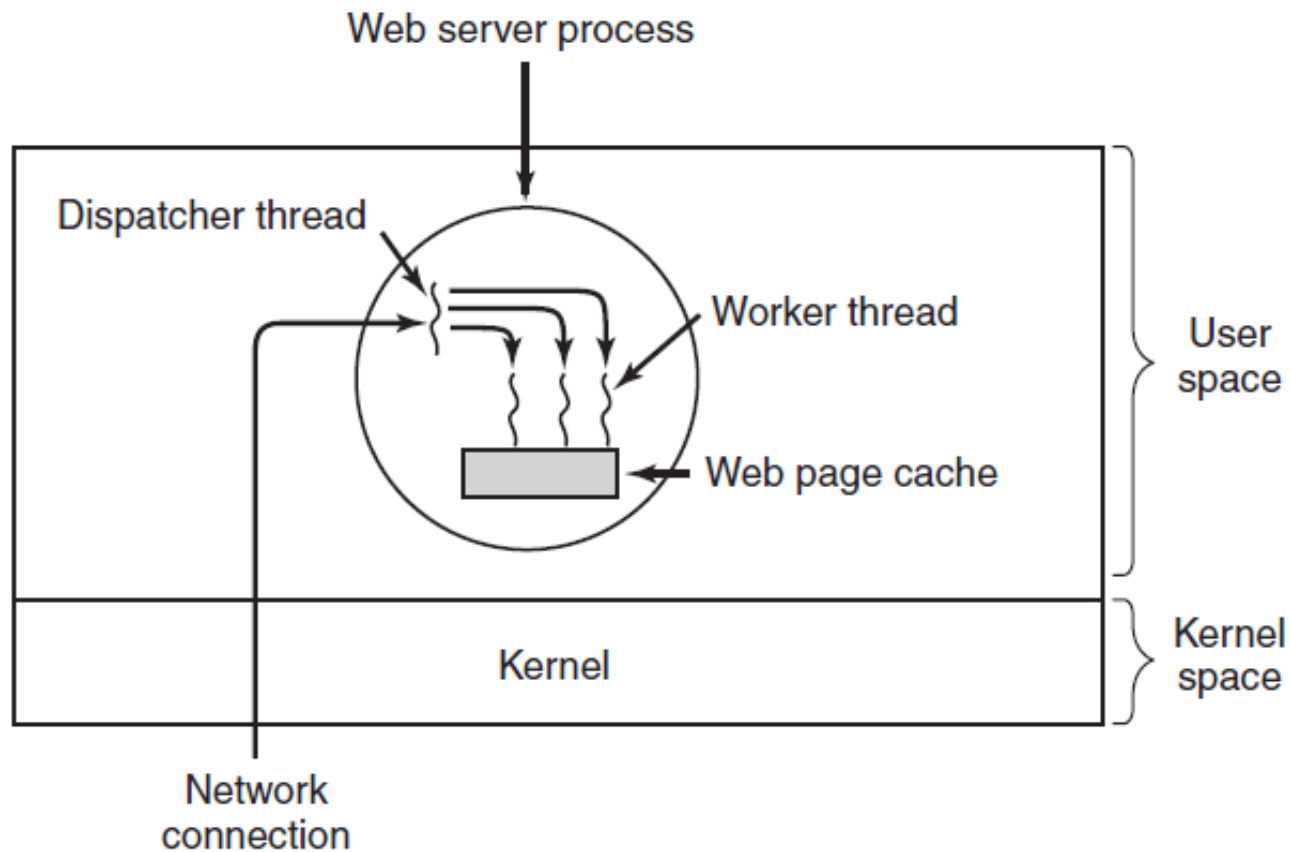 Web server process
Dispatcher thread
Worker thread
User
space
Web page cache
Kernel
Kernel
space
Network
connection